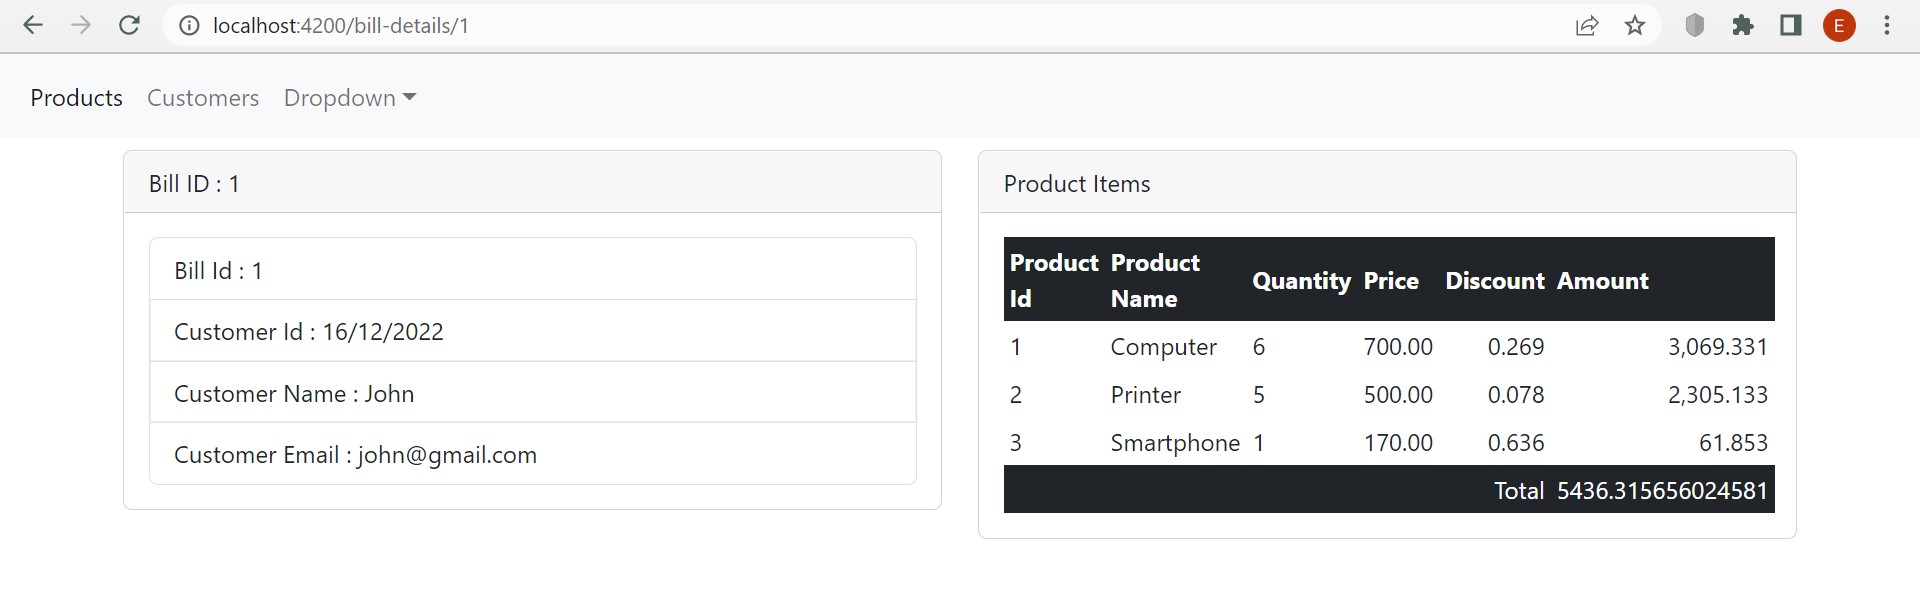 localhost:4200/bill-details/1
E
Products Customers Dropdown
Bill ID : 1
Bill Id : 1
Customer Id : 16/12/2022
Customer Name : John
Customer Email : john@gmail.com
Product Items
Product Id Product Name Quantity Price Discount Amount
1 Computer 6 700.00 0.269 3,069.331
2 Printer 5 500.00 0.078 2,305.133
3 Smartphone 1 170.00 0.636 61.853
Total 5436.315656024581